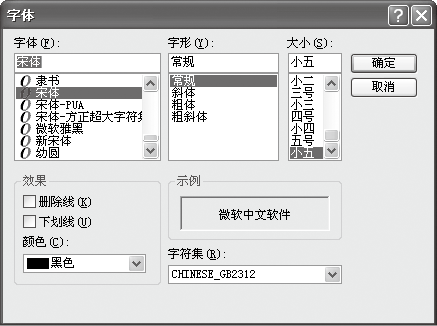 字体
字体(F):
字形(Y):
大小(S):
宋体
常规
小五
确定
隶书
宋体
宋体-PUA
宋体-方正超大字符集
微软雅黑
新宋体
幼圆
常规
斜体
粗体
粗斜体
小二
三号
小三
四号
小四
五号
小五
取消
效果
删除线(K)
下划线(U)
颜色(C):
黑色
示例
微软中文软件
字符集(R):
CHINESE_GB2312